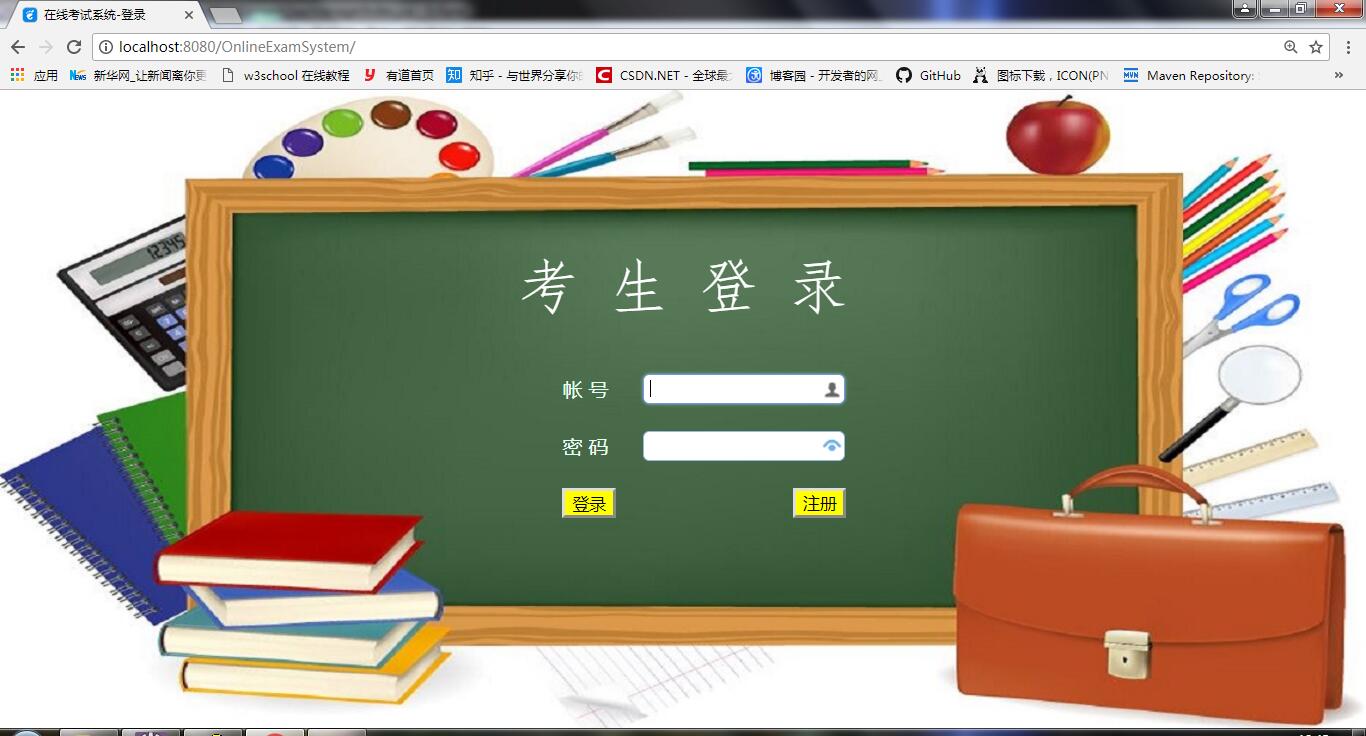 在线考试系统-登录
localhost:8080/OnlineExamSystem/
应用 新华网_让新闻离你更 w3school 在线教程 有道首页 知乎 - 与世界分享你 CSDN.NET - 全球最 博客园 - 开发者的网 GitHub 图标下载，ICON(PN Maven Repository:
12345
考 生 登 录
帐 号
密 码
登录 注册